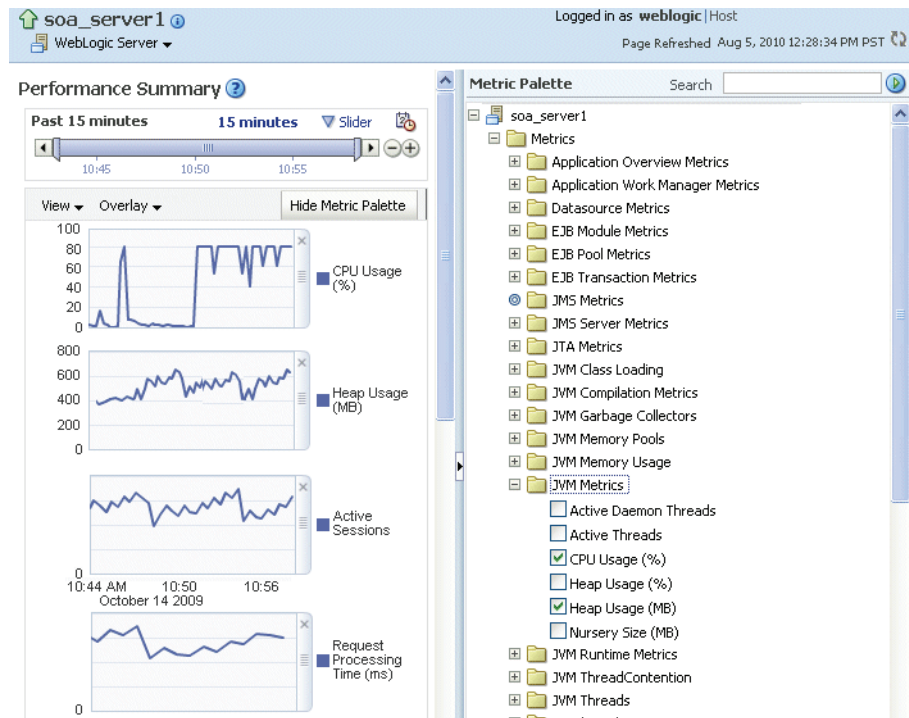 soa_server1
Logged in as weblogic|Host
WebLogic Server
Page Refreshed Aug 5, 2010 12:28:34 PM PST
Performance Summary
Past 15 minutes
15 minutes
Slider
10:45 10:50 10:55
View Overlay
Hide Metric Palette
100
80
60
40
20
0
CPU Usage
(%)
800
600
400
200
0
Heap Usage
(MB)
0
Active
Sessions
10:44 AM 10:50 10:56
October 14 2009
0
Request
Processing
Time (ms)
Metric Palette
Search
soa_server1
Metrics
Application Overview Metrics
Application Work Manager Metrics
Datasource Metrics
EJB Module Metrics
EJB Pool Metrics
EJB Transaction Metrics
JMS Metrics
JMS Server Metrics
JTA Metrics
JVM Class Loading
JVM Compilation Metrics
JVM Garbage Collectors
JVM Memory Pools
JVM Memory Usage
JVM Metrics
Active Daemon Threads
Active Threads
CPU Usage (%)
Heap Usage (%)
Heap Usage (MB)
Nursery Size (MB)
JVM Runtime Metrics
JVM ThreadContention
JVM Threads